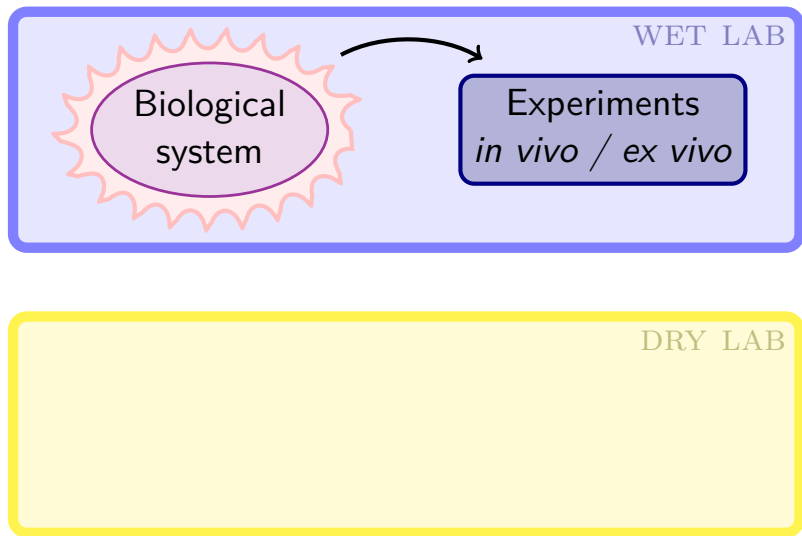 WET LAB
Biological
system
Experiments
in vivo / ex vivo
DRY LAB